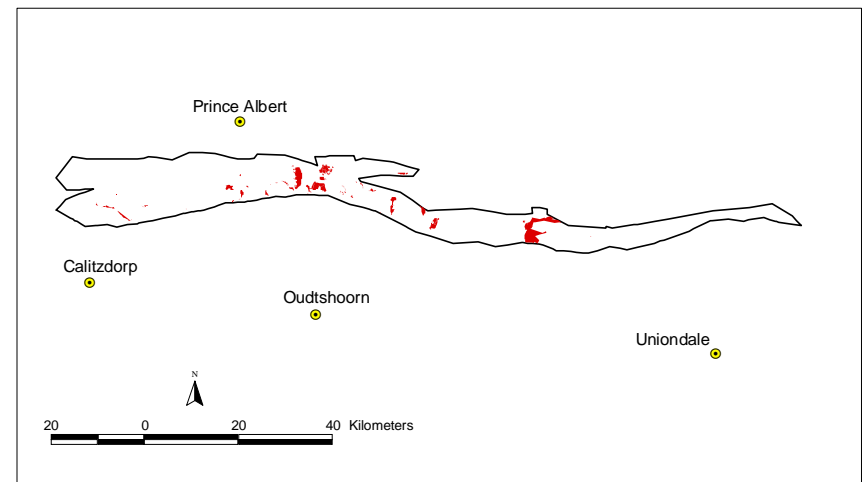 Prince Albert
Calitzdorp
Oudtshoorn
Uniondale
N
20 0 20 40 Kilometers